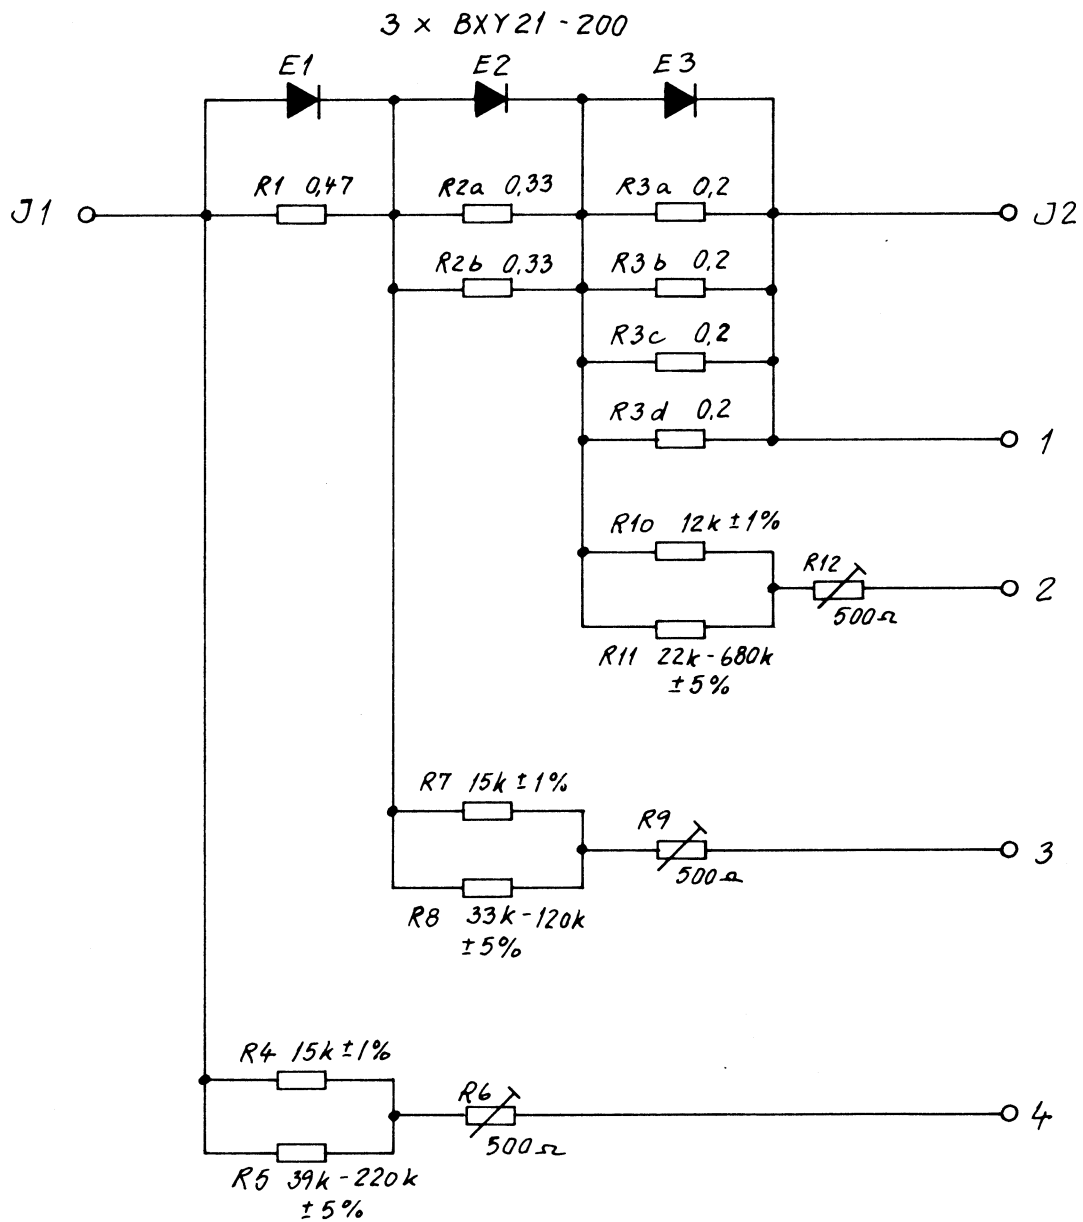 3 x BXY21-200
E1
E2
E3
R1 0,47
R2a 0,33
R3a 0,2
J1
J2
R2b 0,33
R3b 0,2
R3c 0,2
R3d 0,2
1
R10 12k ±1%
R12
500Ω
2
R11 22k-680k
±5%
R7 15k ±1%
R9
500Ω
3
R8 33k-120k
±5%
R4 15k ±1%
R6
500Ω
4
R5 39k-220k
±5%